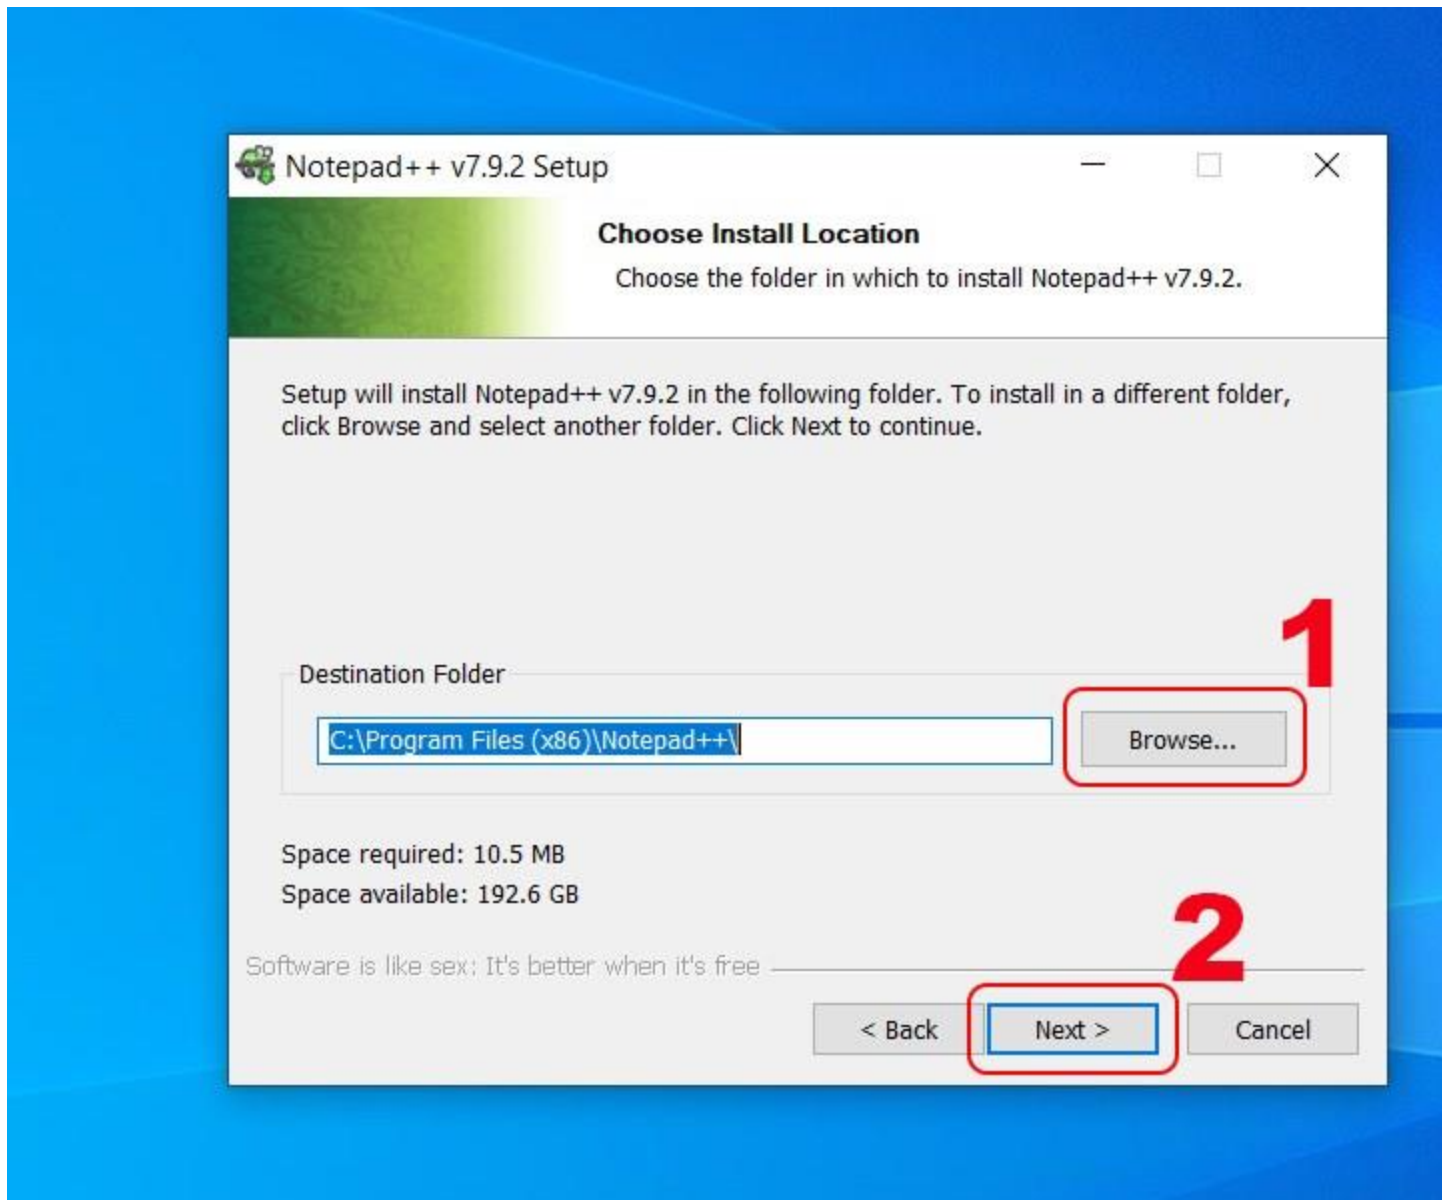 Notepad++ v7.9.2 Setup
Choose Install Location
Choose the folder in which to install Notepad++ v7.9.2.
Setup will install Notepad++ v7.9.2 in the following folder. To install in a different folder,
click Browse and select another folder. Click Next to continue.
1
Destination Folder
C:\Program Files (x86)\Notepad++\
Browse...
Space required: 10.5 MB
Space available: 192.6 GB
2
Software is like sex: It's better when it's free
< Back
Next >
Cancel